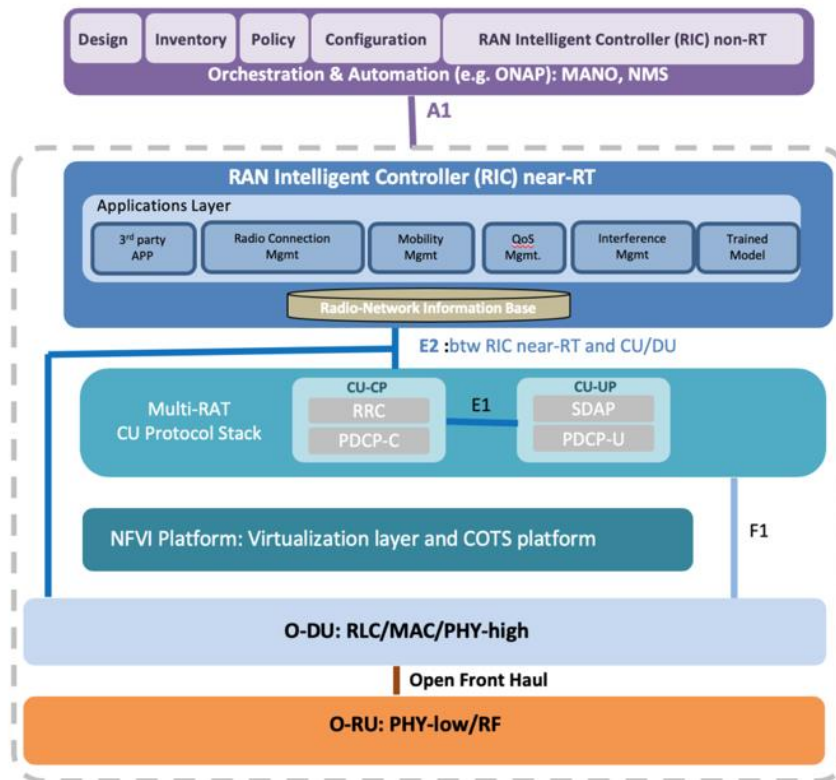 Design
Inventory
Policy
Configuration
RAN Intelligent Controller (RIC) non-RT
Orchestration & Automation (e.g. ONAP): MANO, NMS
A1
RAN Intelligent Controller (RIC) near-RT
Applications Layer
3rd party
APP
Radio Connection
Mgmt
Mobility
Mgmt
QoS
Mgmt.
Interference
Mgmt
Trained
Model
Radio-Network Information Base
E2 :btw RIC near-RT and CU/DU
Multi-RAT
CU Protocol Stack
CU-CP
RRC
PDCP-C
E1
CU-UP
SDAP
PDCP-U
NFVI Platform: Virtualization layer and COTS platform
F1
O-DU: RLC/MAC/PHY-high
Open Front Haul
O-RU: PHY-low/RF